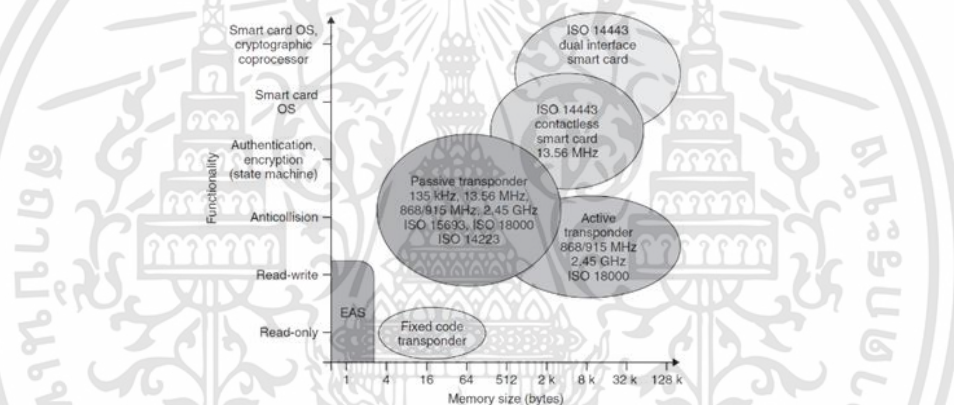 Smart card OS,
cryptographic
coprocessor
Smart card
OS
Authentication,
encryption
(state machine)
Anticollision
Read-write
Read-only
Functionality
ISO 14443
dual interface
smart card
ISO 14443
contactless
smart card
13.56 MHz
Passive transponder
135 kHz, 13.56 MHz,
868/915 MHz, 2.45 GHz
ISO 15693, ISO 18000
ISO 14223
Active
transponder
868/915 MHz
2.45 GHz
ISO 18000
EAS
Fixed code
transponder
1 4 16 64 512 2 k 8 k 32 k 128 k
Memory size (bytes)